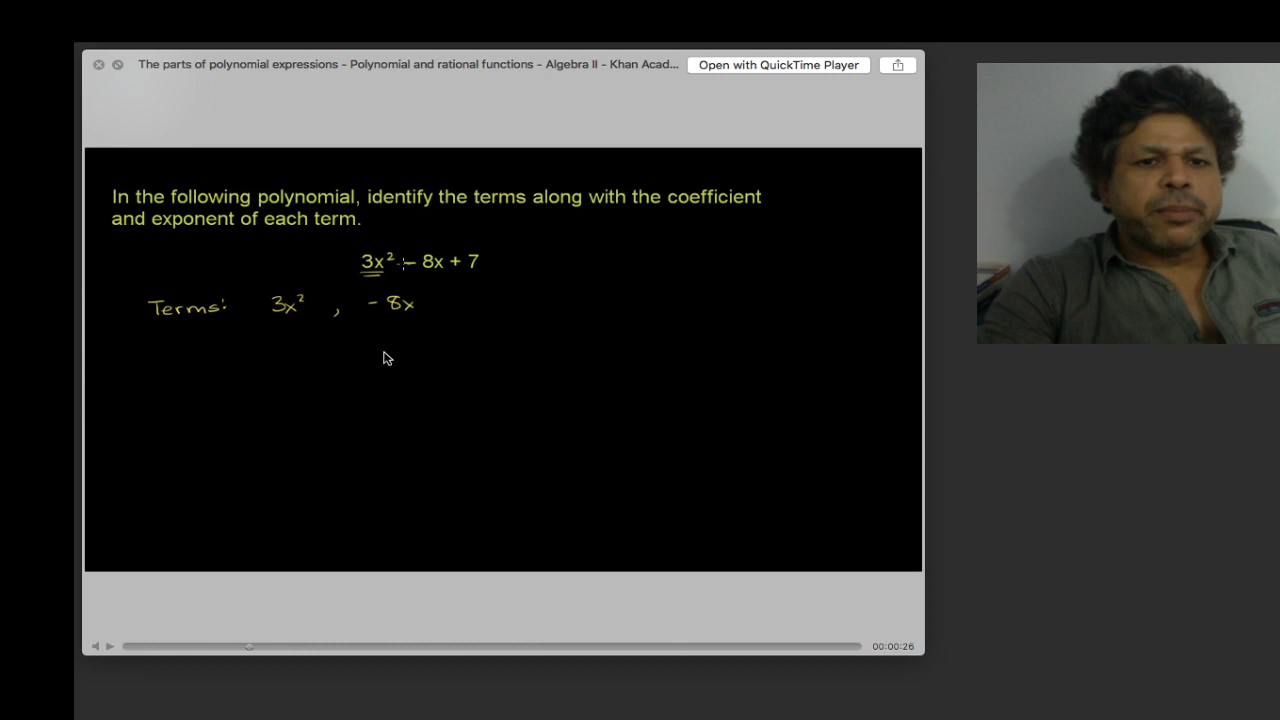 The parts of polynomial expressions - Polynomial and rational functions - Algebra II - Khan Acad... Open with QuickTime Player
In the following polynomial, identify the terms along with the coefficient
and exponent of each term.
3x² - 8x + 7
Terms: 3x² , - 8x
00:00:26